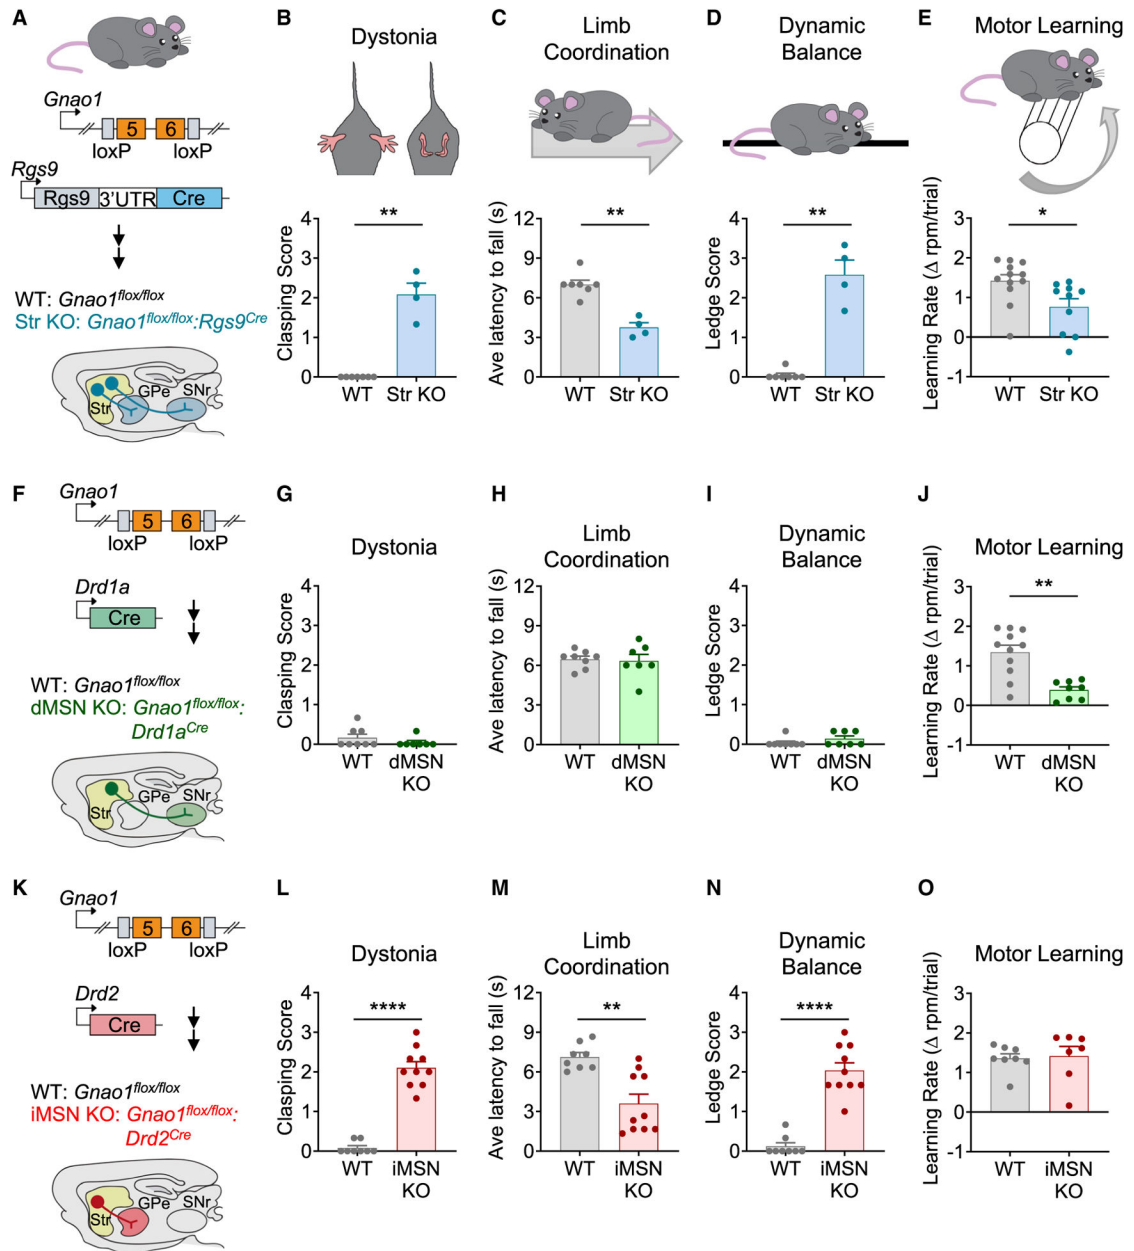 A
Gnao1
5 6
loxP loxP
Rgs9
Rgs9 3'UTR Cre
WT: Gnao1flox/flox
Str KO: Gnao1flox/flox:Rgs9Cre
Str GPe SNr
B
Dystonia
**
Clasping Score
4
3
2
1
0
WT Str KO
C
Limb
Coordination
**
Ave latency to fall (s)
12
9
6
3
0
WT Str KO
D
Dynamic
Balance
**
Ledge Score
4
3
2
1
0
WT Str KO
E
Motor Learning
*
Learning Rate (Δ rpm/trial)
3
2
1
0
-1
WT Str KO
F
Gnao1
5 6
loxP loxP
Drd1a
Cre
WT: Gnao1flox/flox
dMSN KO: Gnao1flox/flox:
Drd1aCre
Str GPe SNr
G
Dystonia
Clasping Score
4
3
2
1
0
WT dMSN
KO
H
Limb
Coordination
Ave latency to fall (s)
12
9
6
3
0
WT dMSN
KO
I
Dynamic
Balance
Ledge Score
4
3
2
1
0
WT dMSN
KO
J
Motor Learning
**
Learning Rate (Δ rpm/trial)
3
2
1
0
-1
WT dMSN
KO
K
Gnao1
5 6
loxP loxP
Drd2
Cre
WT: Gnao1flox/flox
iMSN KO: Gnao1flox/flox:
Drd2Cre
Str GPe SNr
L
Dystonia
****
Clasping Score
4
3
2
1
0
WT iMSN
KO
M
Limb
Coordination
**
Ave latency to fall (s)
12
9
6
3
0
WT iMSN
KO
N
Dynamic
Balance
****
Ledge Score
4
3
2
1
0
WT iMSN
KO
O
Motor Learning
Learning Rate (Δ rpm/trial)
3
2
1
0
-1
WT iMSN
KO